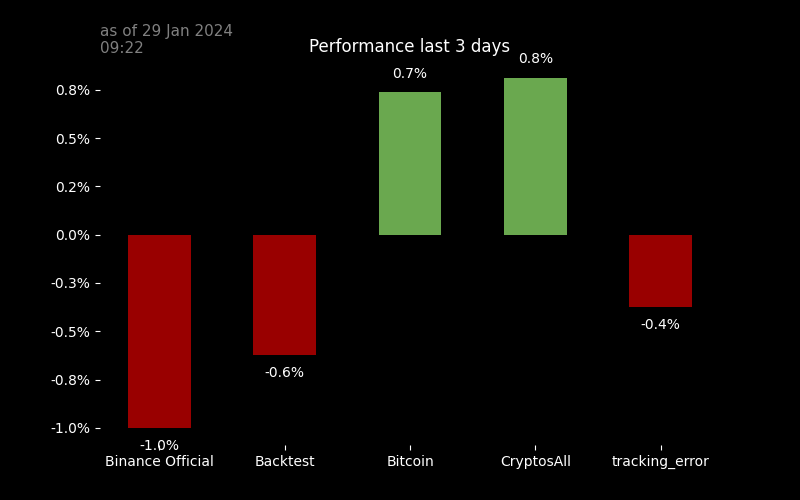 as of 29 Jan 2024
09:22
Performance last 3 days
0.8%
0.7%
0.8%
0.5%
0.2%
0.0%
-0.3%
-0.4%
-0.5%
-0.6%
-0.8%
-1.0%
-1.0%
Binance Official
Backtest
Bitcoin
CryptosAll
tracking_error